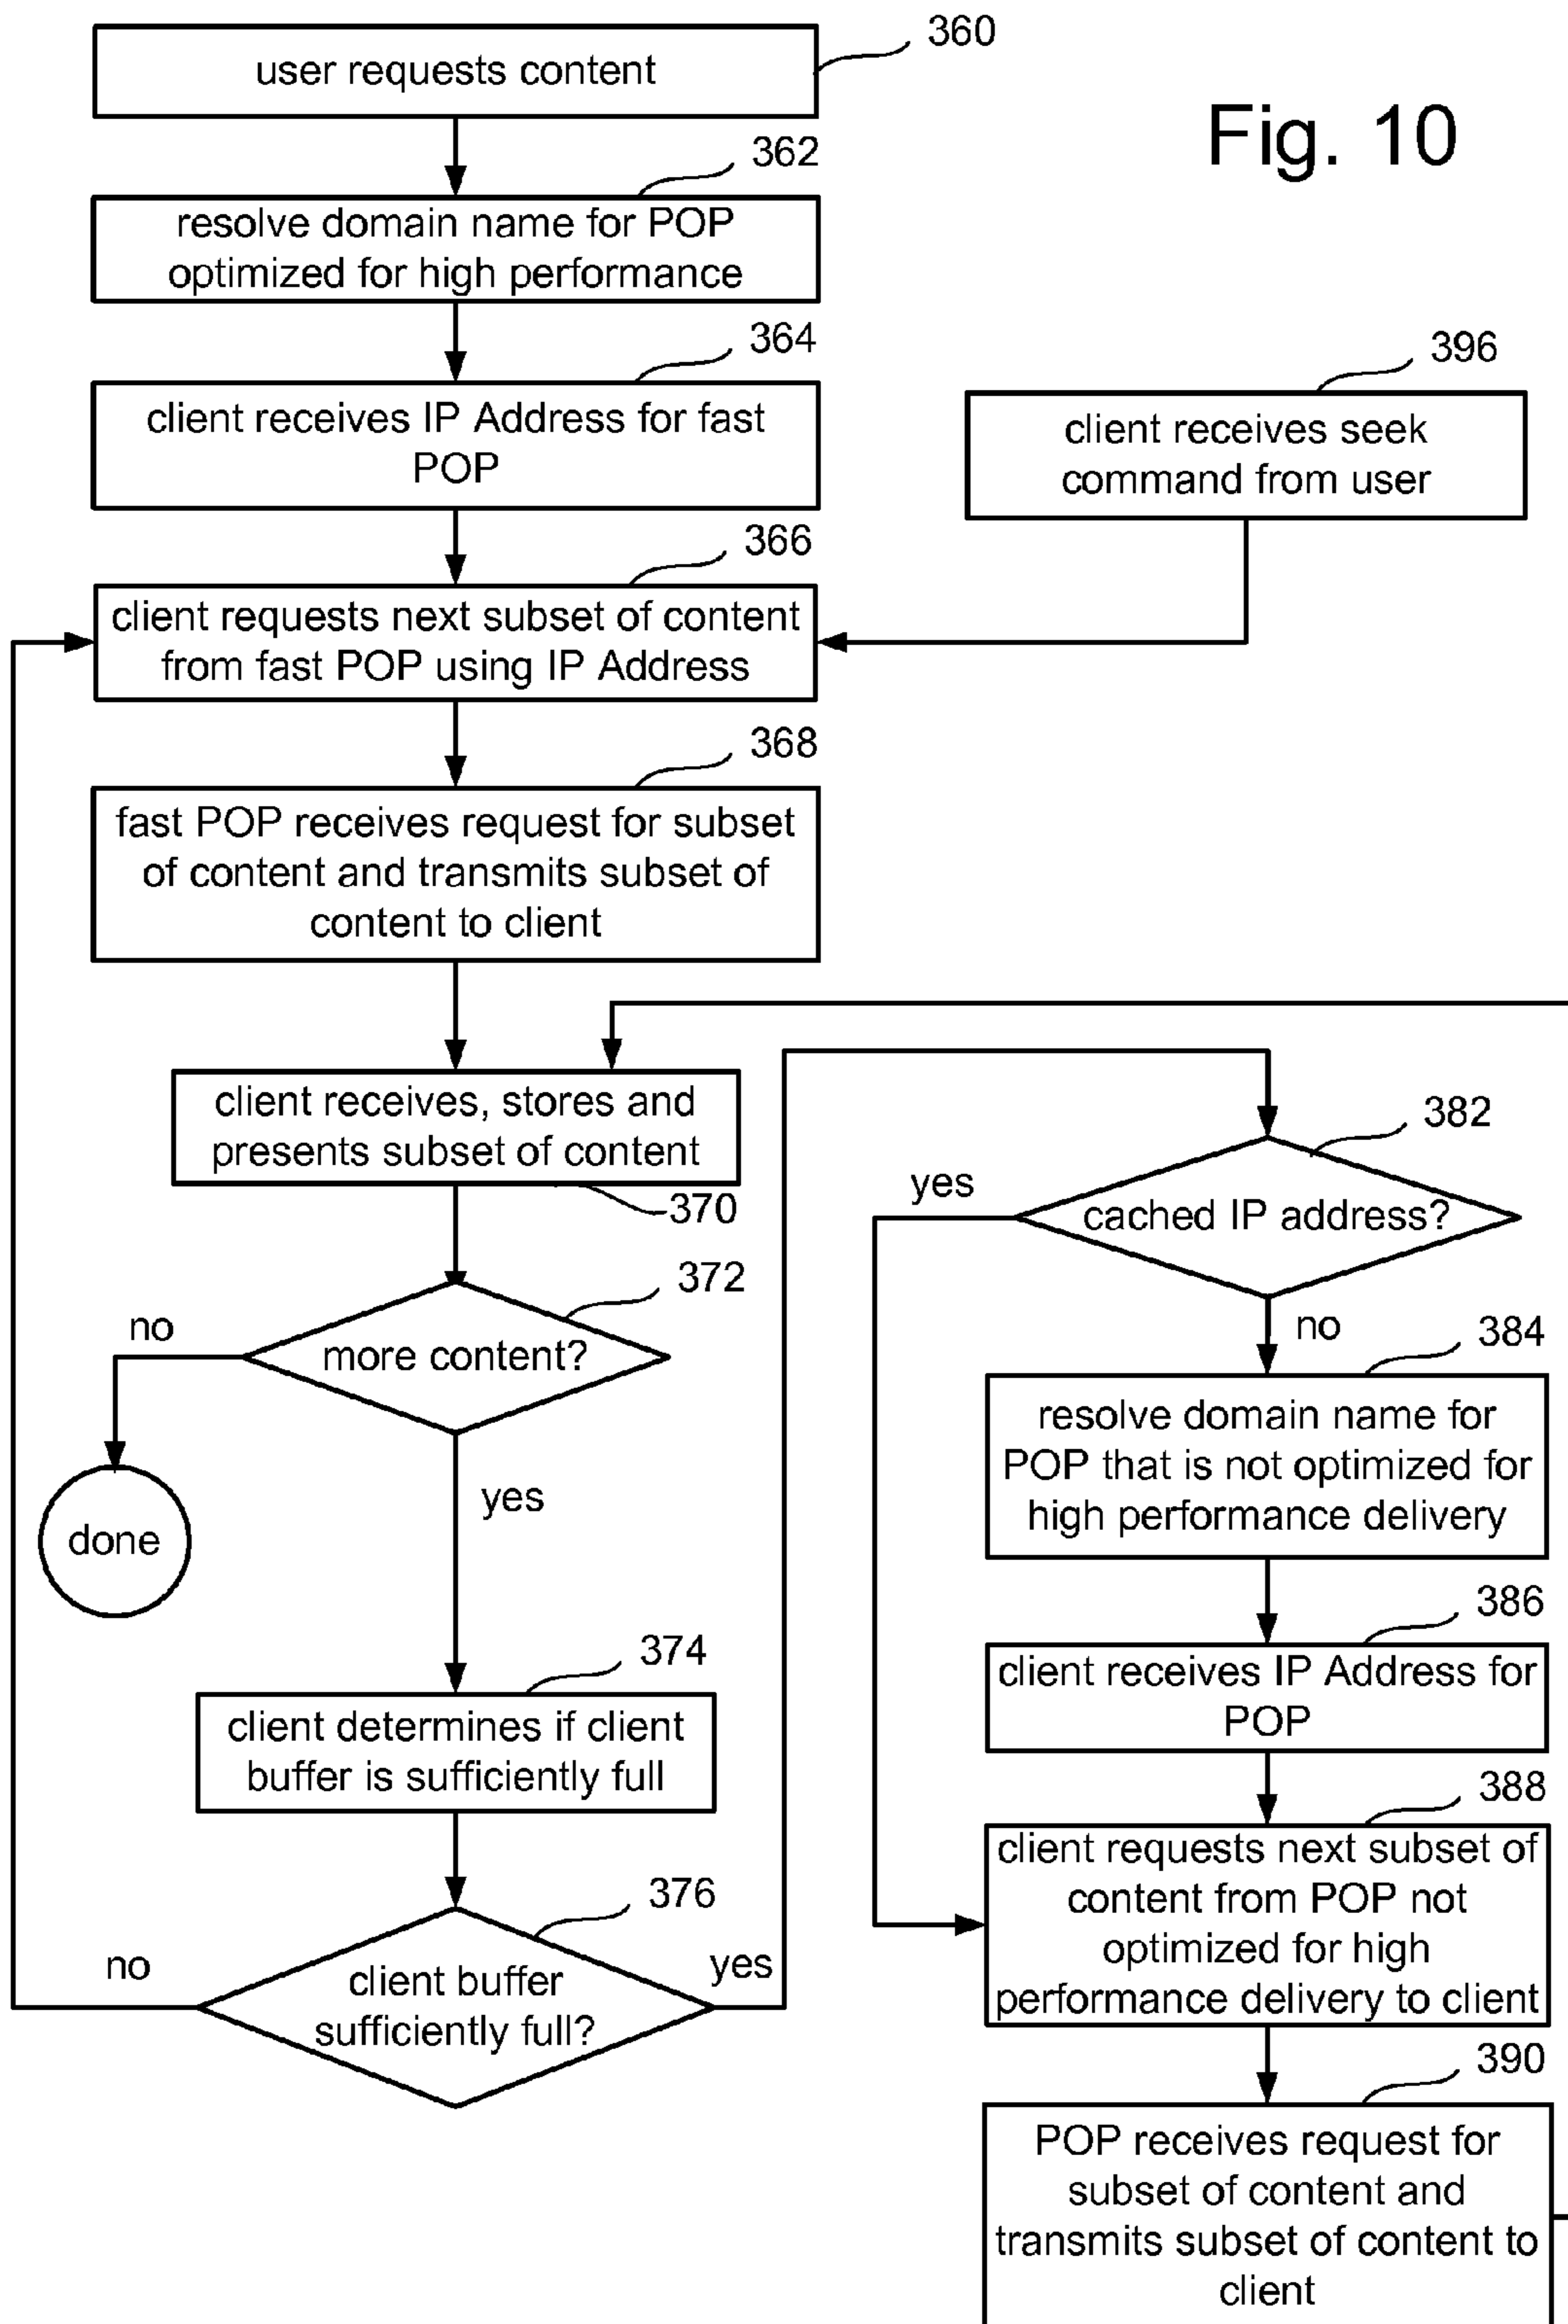 360
user requests content
Fig. 10
362
resolve domain name for POP
optimized for high performance
364
client receives IP Address for fast
POP
396
client receives seek
command from user
366
client requests next subset of content
from fast POP using IP Address
368
fast POP receives request for subset
of content and transmits subset of
content to client
client receives, stores and
presents subset of content
370
372
more content?
no
done
yes
374
client determines if client
buffer is sufficiently full
376
client buffer
sufficiently full?
no
yes
382
cached IP address?
yes
no
384
resolve domain name for
POP that is not optimized for
high performance delivery
386
client receives IP Address for
POP
388
client requests next subset of
content from POP not
optimized for high
performance delivery to client
390
POP receives request for
subset of content and
transmits subset of content to
client